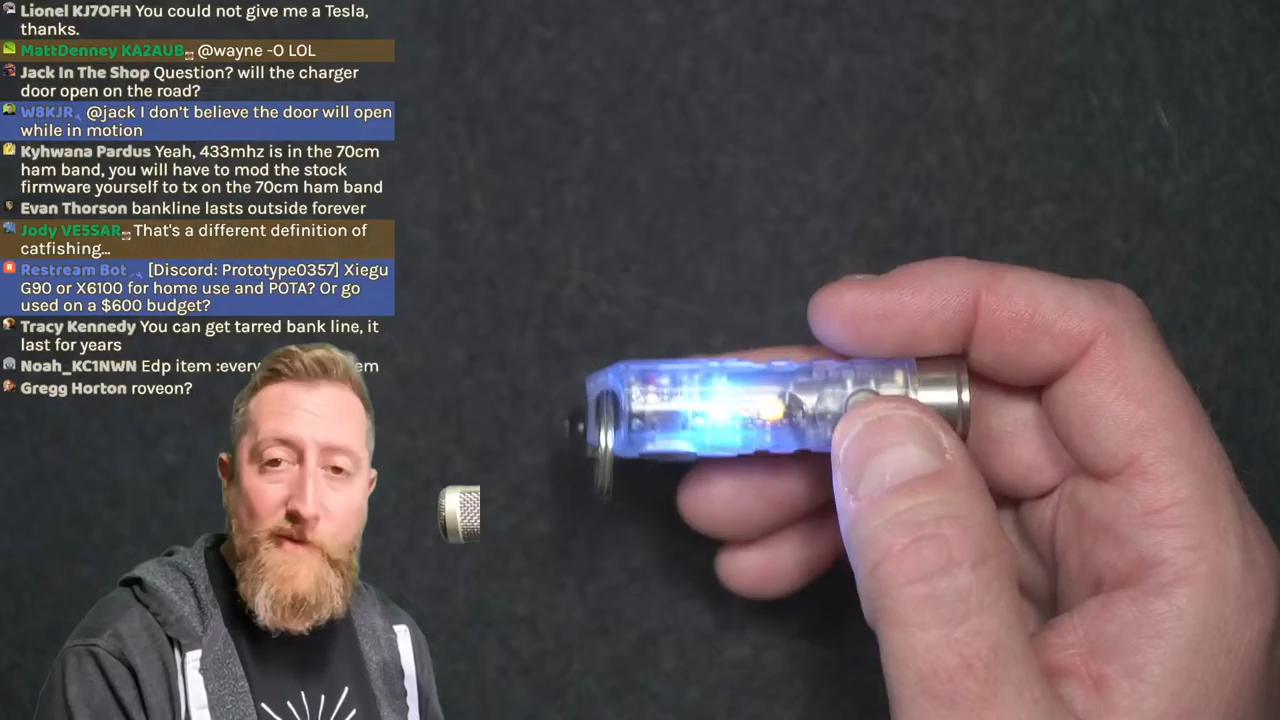 Lionel KJ7OFH You could not give me a Tesla,
thanks.
MattDenney KA2AUB @wayne -O LOL
Jack In The Shop Question? will the charger
door open on the road?
W8KJR @jack I don’t believe the door will open
while in motion
Kyhwana Pardus Yeah, 433mhz is in the 70cm
ham band, you will have to mod the stock
firmware yourself to tx on the 70cm ham band
Evan Thorson bankline lasts outside forever
Jody VE5SAR That's a different definition of
catfishing...
Restream Bot [Discord: Prototype0357] Xiegu
G90 or X6100 for home use and POTA? Or go
used on a $600 budget?
Tracy Kennedy You can get tarred bank line, it
last for years
Noah_KC1NWN Edp item :every em
Gregg Horton roveon?